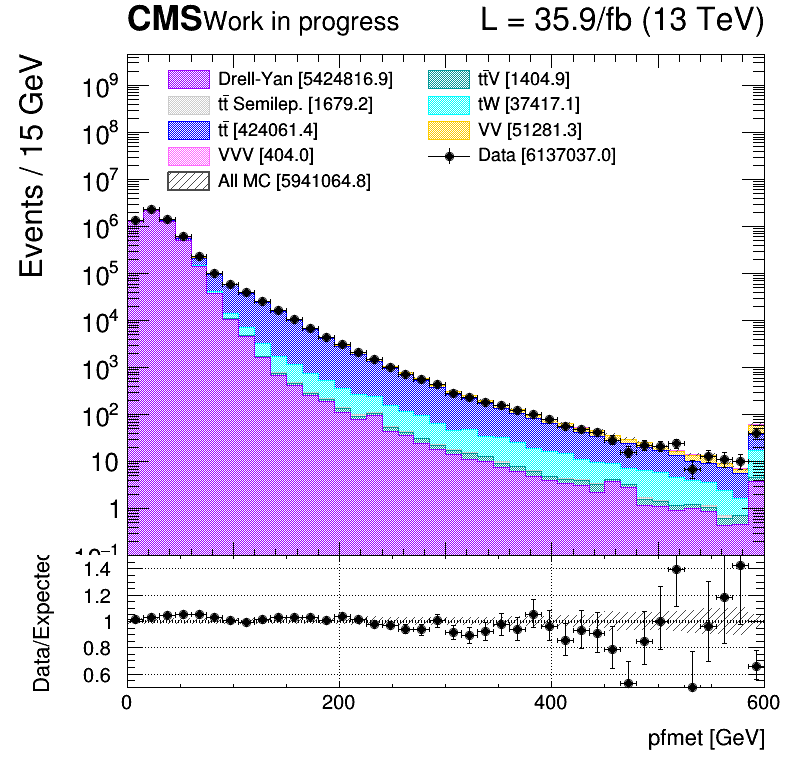 CMS Work in progress L = 35.9/fb (13 TeV)
Events / 15 GeV
Drell-Yan [5424816.9] tt̄V [1404.9]
tt̄ Semilep. [1679.2] tW [37417.1]
tt̄ [424061.4] VV [51281.3]
VVV [404.0] Data [6137037.0]
All MC [5941064.8]
10⁹
10⁸
10⁷
10⁶
10⁵
10⁴
10³
10²
10
1
10⁻¹
Data/Expected
1.4
1.2
1
0.8
0.6
0 200 400 600
pfmet [GeV]